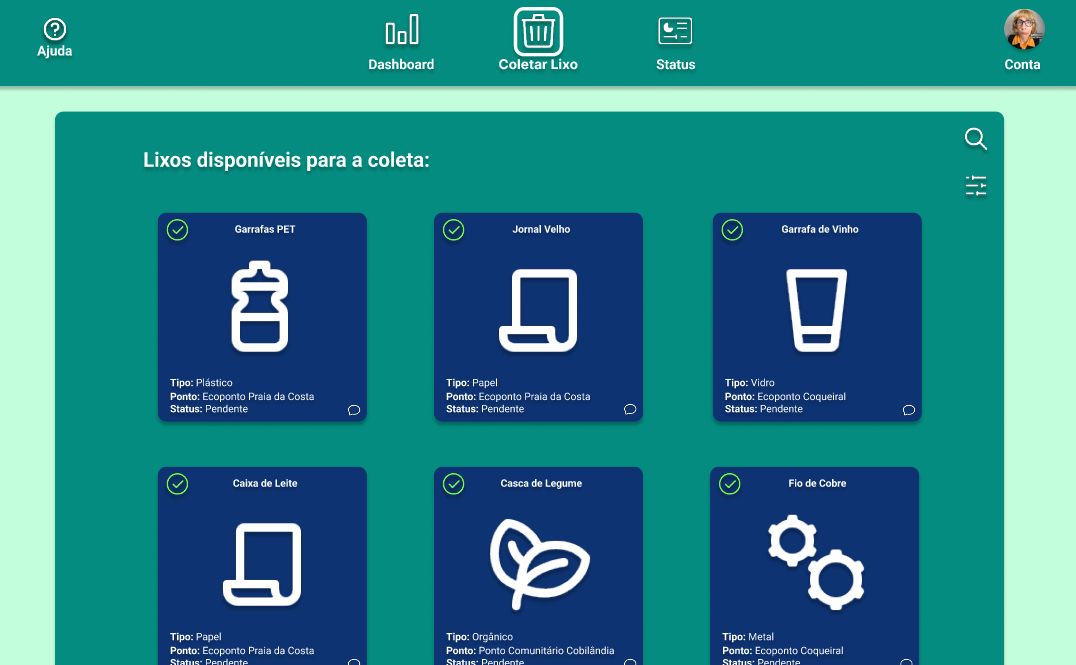 Ajuda
Dashboard
Coletar Lixo
Status
Conta
Lixos disponíveis para a coleta:
Garrafas PET
Tipo: Plástico
Ponto: Ecoponto Praia da Costa
Status: Pendente
Jornal Velho
Tipo: Papel
Ponto: Ecoponto Praia da Costa
Status: Pendente
Garrafa de Vinho
Tipo: Vidro
Ponto: Ecoponto Coqueiral
Status: Pendente
Caixa de Leite
Tipo: Papel
Ponto: Ecoponto Praia da Costa
Status: Pendente
Casca de Legume
Tipo: Orgânico
Ponto: Ponto Comunitário Cobilândia
Status: Pendente
Fio de Cobre
Tipo: Metal
Ponto: Ecoponto Coqueiral
Status: Pendente